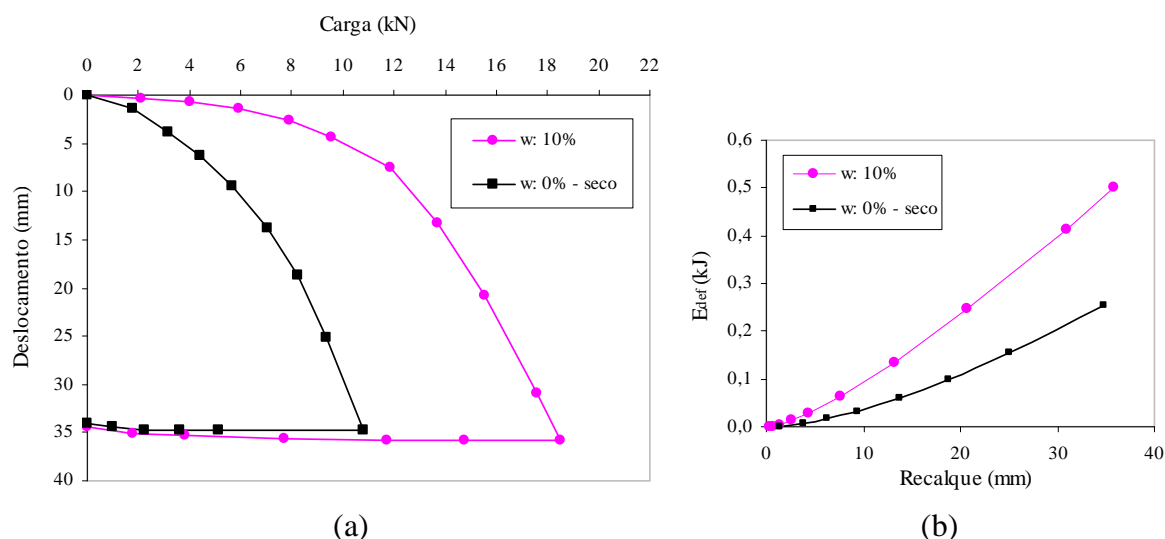 Carga (kN)
0 2 4 6 8 10 12 14 16 18 20 22
0
5
10
15
20
25
30
35
40
Deslocamento (mm)
w: 10%
w: 0% - seco
(a)
0,6
0,5
0,4
0,3
0,2
0,1
0,0
Edef (kJ)
w: 10%
w: 0% - seco
0 10 20 30 40
Recalque (mm)
(b)